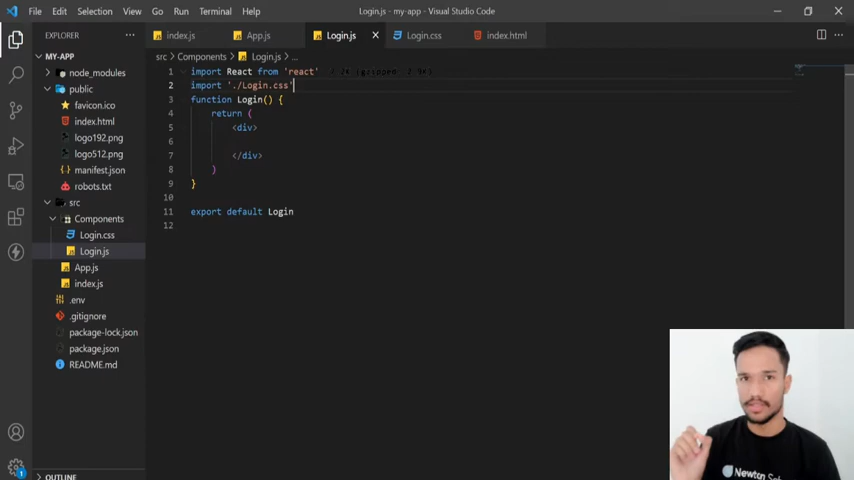 File Edit Selection View Go Run Terminal Help Login.js - my-app - Visual Studio Code
EXPLORER
index.js App.js Login.js Login.css index.html
MY-APP
src > Components > Login.js > ...
node_modules
public
favicon.ico
index.html
logo192.png
logo512.png
manifest.json
robots.txt
src
Components
Login.css
Login.js
App.js
index.js
.env
.gitignore
package-lock.json
package.json
README.md
OUTLINE
1 import React from 'react'
2 import './Login.css'
3 function Login() {
4 return (
5 <div>
6
7 </div>
8 )
9 }
10
11 export default Login
12
1
Newton